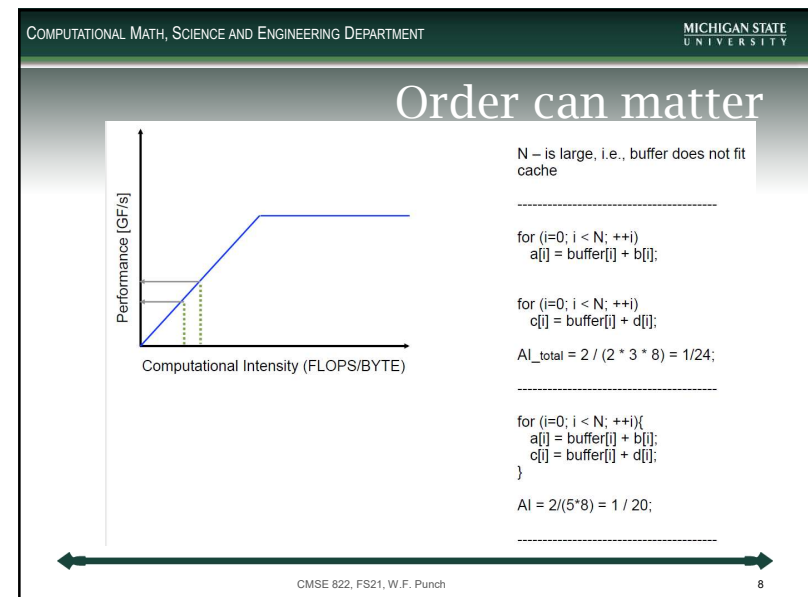 COMPUTATIONAL MATH, SCIENCE AND ENGINEERING DEPARTMENT
MICHIGAN STATE
UNIVERSITY
Order can matter
Performance [GF/s]
Computational Intensity (FLOPS/BYTE)
N – is large, i.e., buffer does not fit
cache
----------------------------------------
for (i=0; i < N; ++i)
a[i] = buffer[i] + b[i];
for (i=0; i < N; ++i)
c[i] = buffer[i] + d[i];
AI_total = 2 / (2 * 3 * 8) = 1/24;
----------------------------------------
for (i=0; i < N; ++i){
a[i] = buffer[i] + b[i];
c[i] = buffer[i] + d[i];
}
AI = 2/(5*8) = 1 / 20;
----------------------------------------
CMSE 822, FS21, W.F. Punch
8